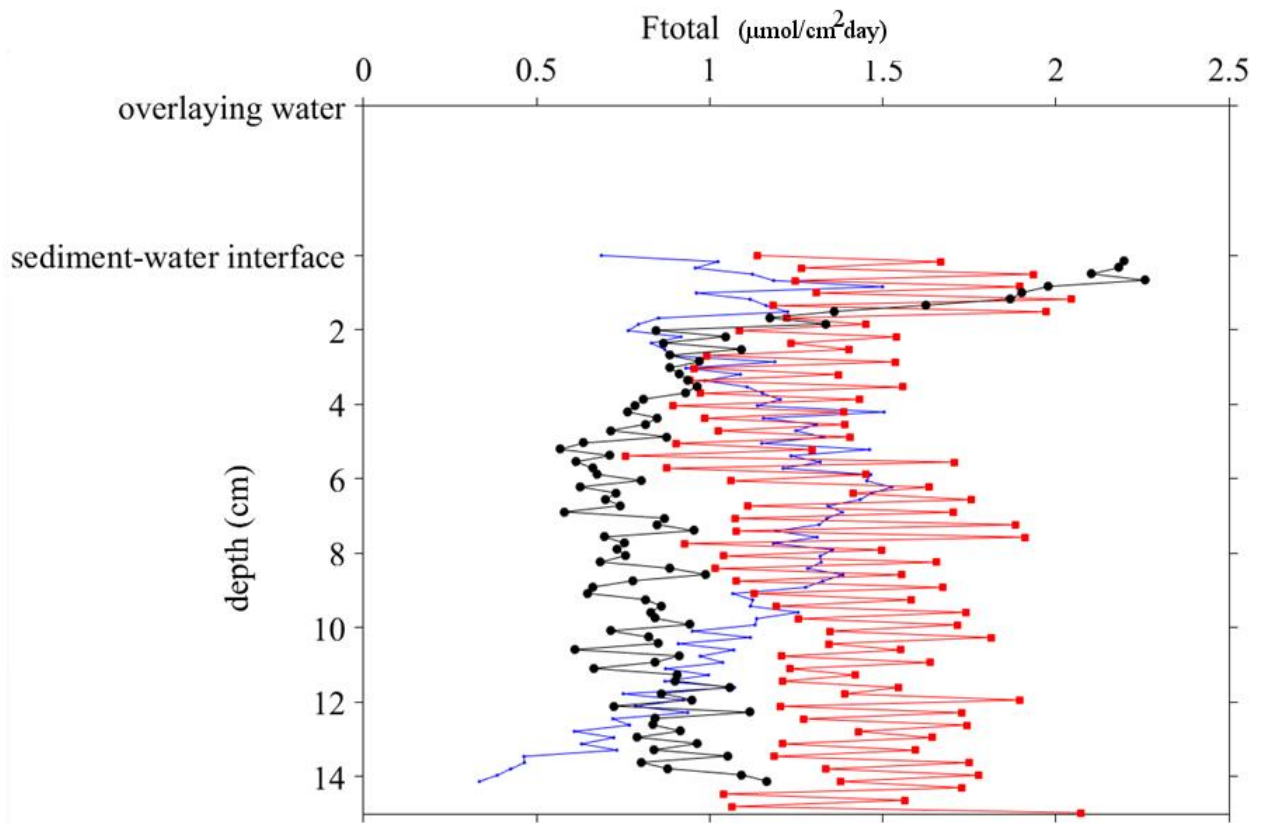 Ftotal (μmol/cm2day)
0 0.5 1 1.5 2 2.5
overlaying water
sediment-water interface
2
4
6
8
10
12
14
depth (cm)